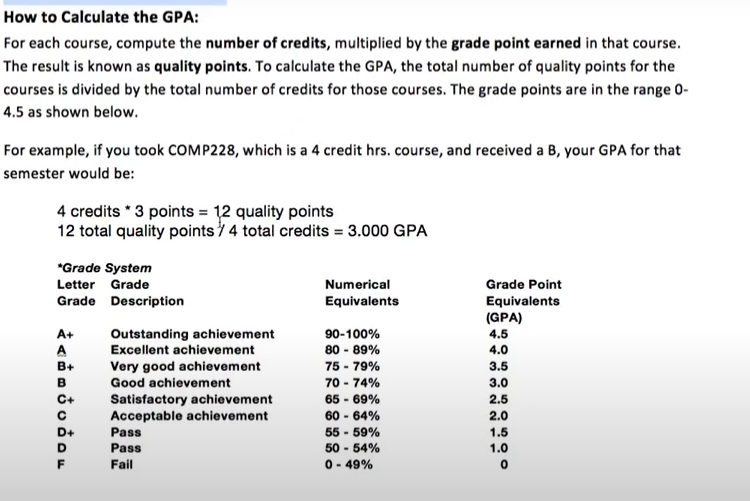 How to Calculate the GPA:
For each course, compute the number of credits, multiplied by the grade point earned in that course.
The result is known as quality points. To calculate the GPA, the total number of quality points for the
courses is divided by the total number of credits for those courses. The grade points are in the range 0-
4.5 as shown below.
For example, if you took COMP228, which is a 4 credit hrs. course, and received a B, your GPA for that
semester would be:
4 credits * 3 points = 12 quality points
12 total quality points / 4 total credits = 3.000 GPA
*Grade System
Letter Grade Numerical Grade Point
Grade Description Equivalents Equivalents
(GPA)
A+ Outstanding achievement 90-100% 4.5
A Excellent achievement 80 - 89% 4.0
B+ Very good achievement 75 - 79% 3.5
B Good achievement 70 - 74% 3.0
C+ Satisfactory achievement 65 - 69% 2.5
C Acceptable achievement 60 - 64% 2.0
D+ Pass 55 - 59% 1.5
D Pass 50 - 54% 1.0
F Fail 0 - 49% 0